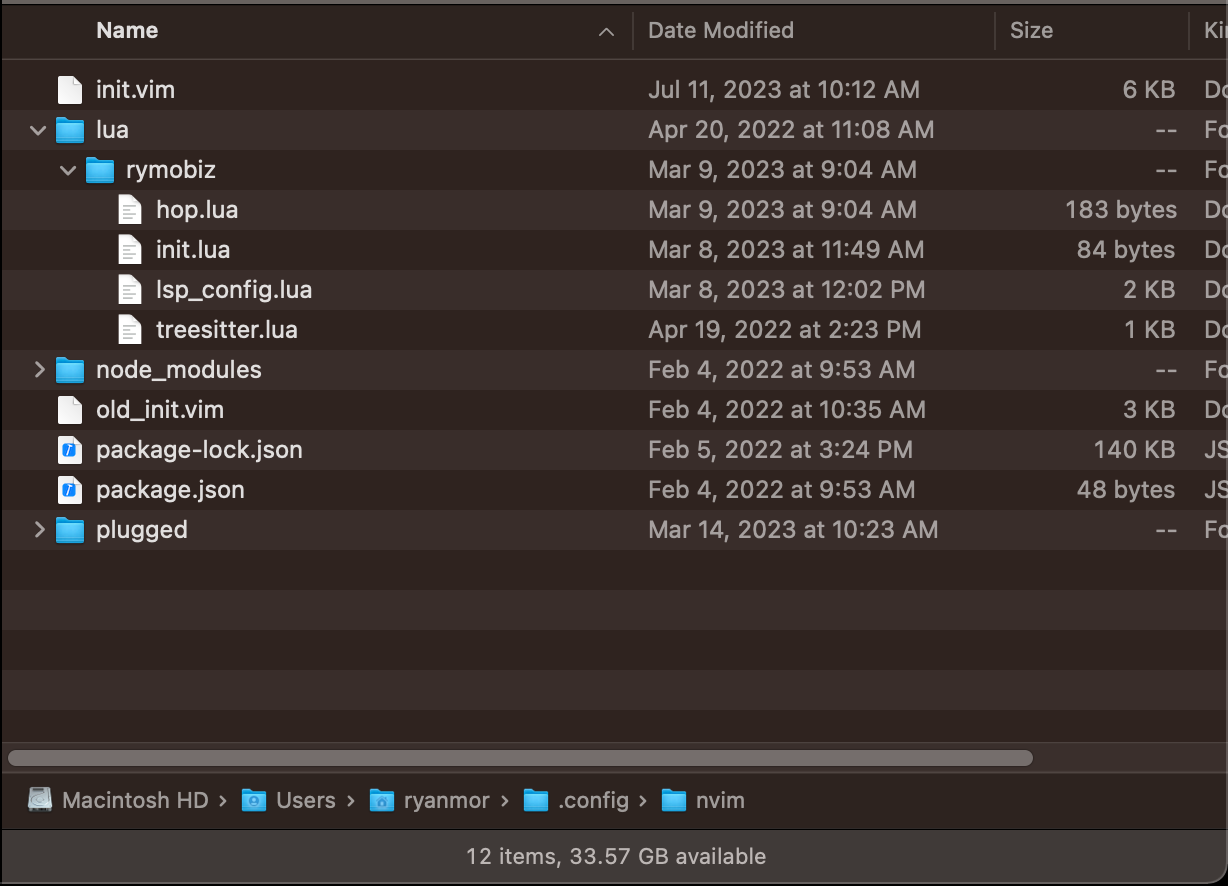 Name Date Modified Size Ki
init.vim Jul 11, 2023 at 10:12 AM 6 KB Do
lua Apr 20, 2022 at 11:08 AM -- Fo
rymobiz Mar 9, 2023 at 9:04 AM -- Fo
hop.lua Mar 9, 2023 at 9:04 AM 183 bytes Do
init.lua Mar 8, 2023 at 11:49 AM 84 bytes Do
lsp_config.lua Mar 8, 2023 at 12:02 PM 2 KB Do
treesitter.lua Apr 19, 2022 at 2:23 PM 1 KB Do
node_modules Feb 4, 2022 at 9:53 AM -- Fo
old_init.vim Feb 4, 2022 at 10:35 AM 3 KB Do
package-lock.json Feb 5, 2022 at 3:24 PM 140 KB JS
package.json Feb 4, 2022 at 9:53 AM 48 bytes JS
plugged Mar 14, 2023 at 10:23 AM -- Fo
Macintosh HD › Users › ryanmor › .config › nvim
12 items, 33.57 GB available